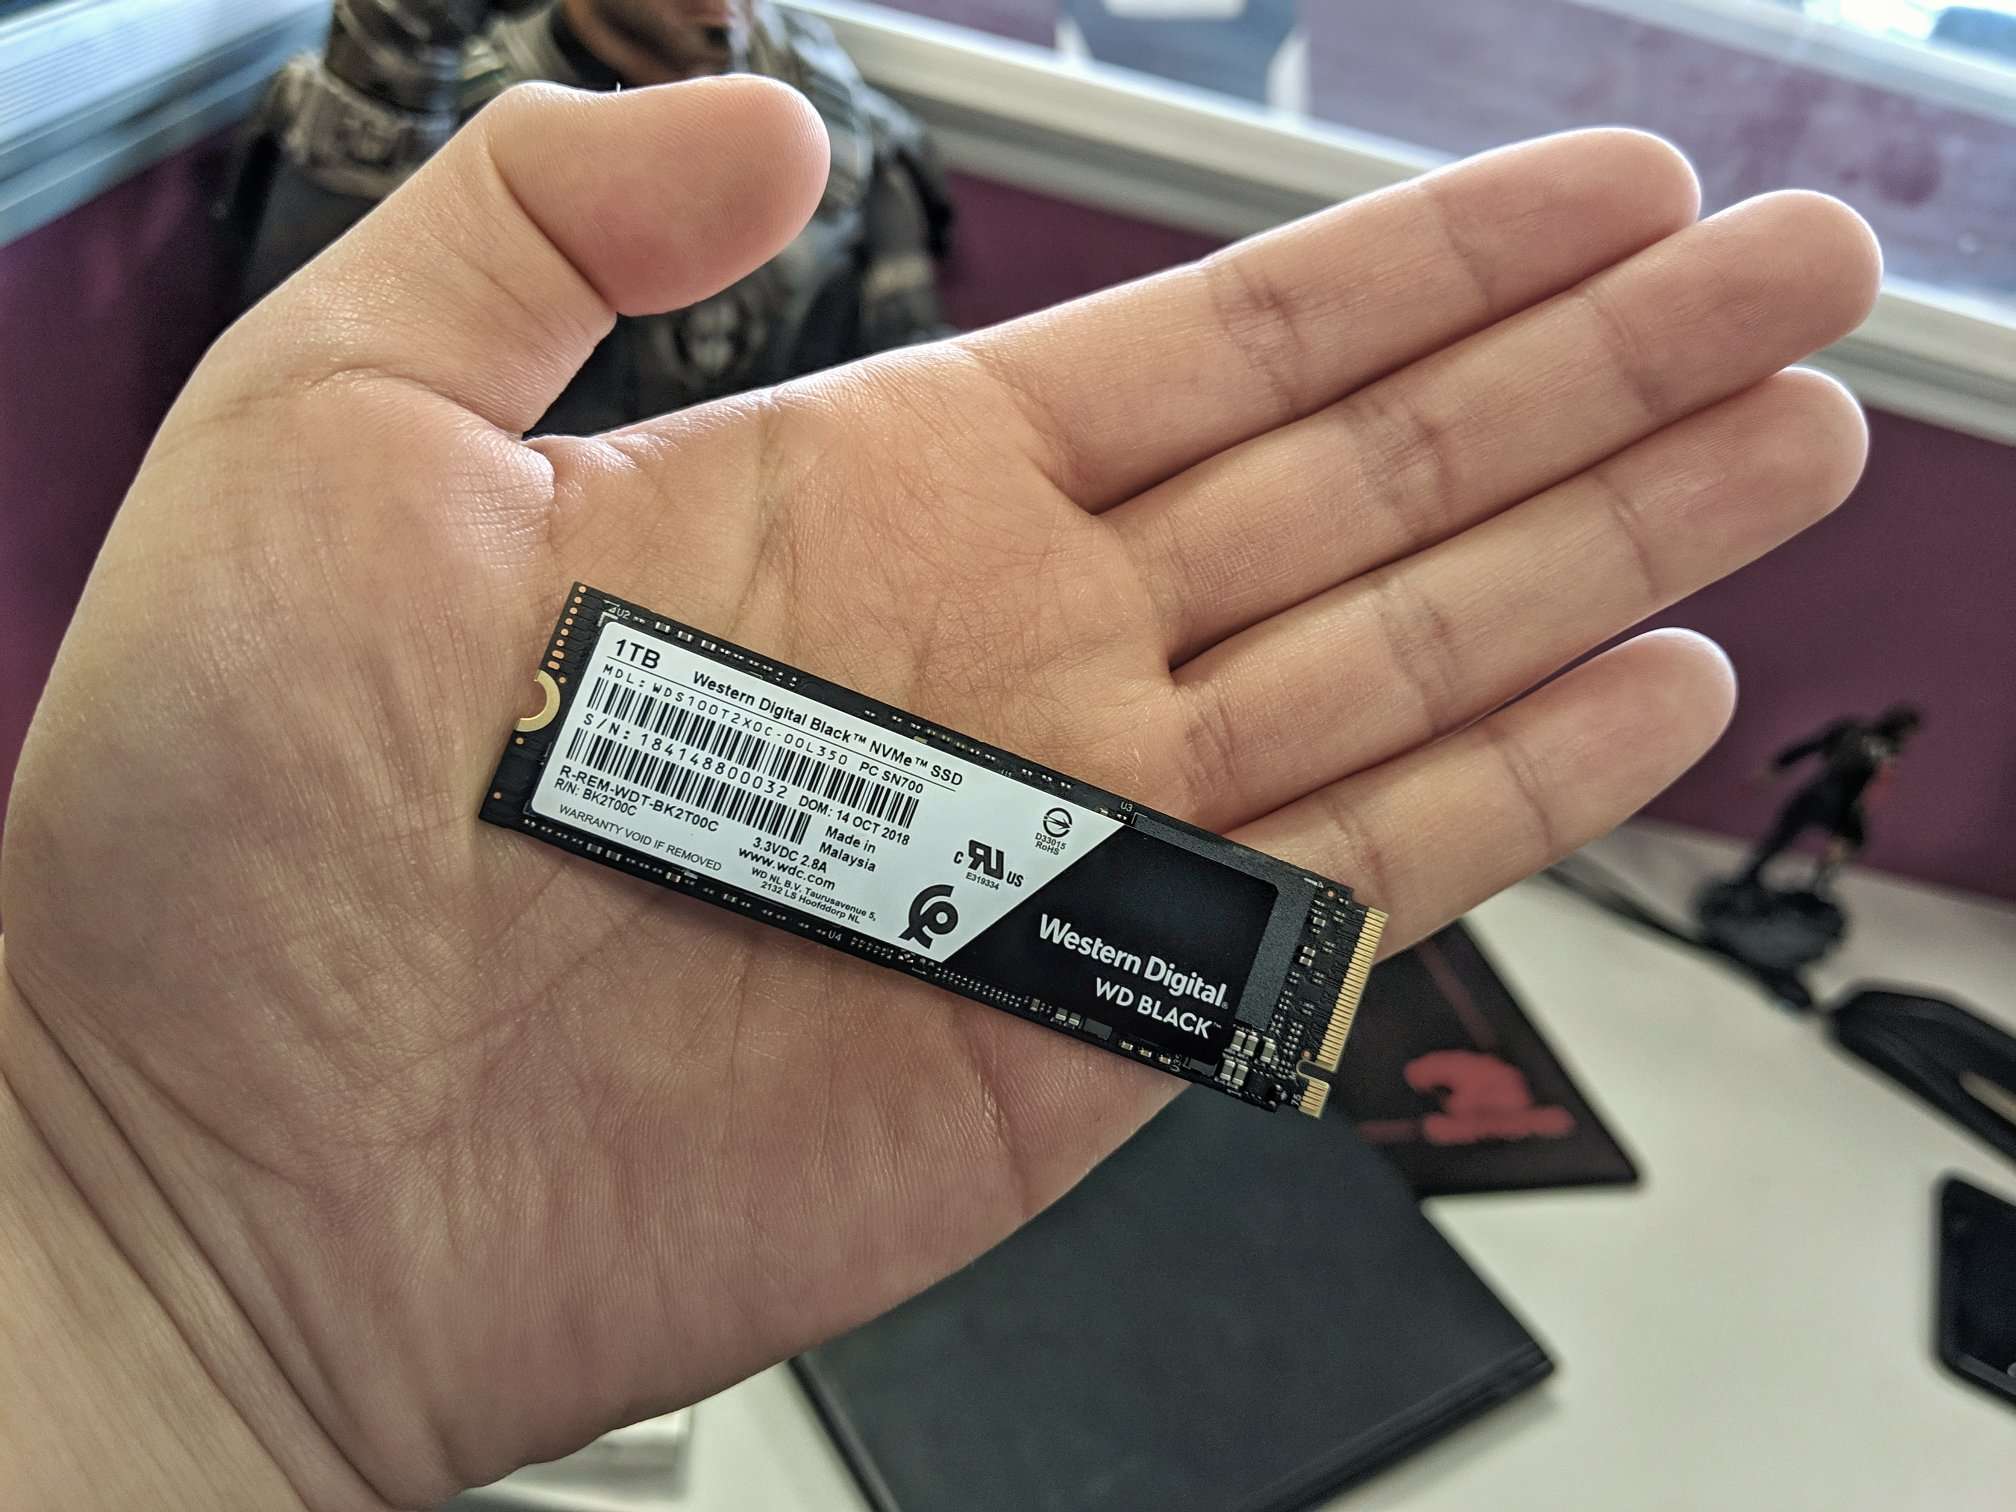 U2
1TB
Western Digital Black™ NVMe™ SSD
MDL: WDS100T2X0C-00L350 PC SN700
S/N: 184148800032 DOM: 14 OCT 2018
R-REM-WDT-BK2T00C
R/N: BK2T00C
Made in
Malaysia
3.3VDC 2.8A
www.wdc.com
WARRANTY VOID IF REMOVED
WD NL B.V. Taurusavenue 5,
2132 LS Hoofddorp NL
D33015
RoHS
c RU US
E319334
U3
U4
Western Digital®
WD BLACK™